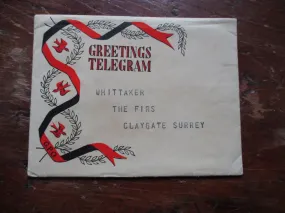 GREETINGS
TELEGRAM
WHITTAKER
THE FIRS
CLAYGATE SURREY